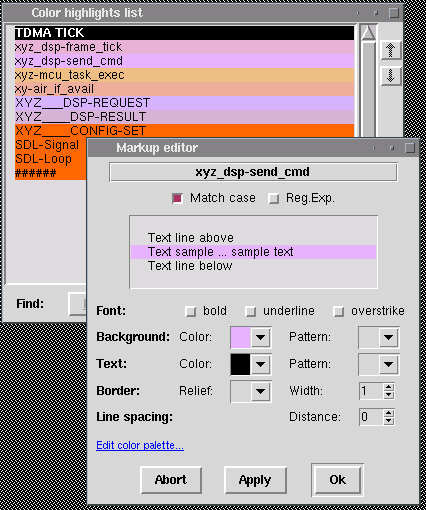 Color highlights list
TDMA TICK
xyz_dsp-frame_tick
xyz_dsp-send_cmd
xyz-mcu_task_exec
xy-air_if_avail
XYZ___DSP-REQUEST
XYZ____DSP-RESULT
XYZ____CONFIG-SET
SDL-Signal
SDL-Loop
######
Find:
Markup editor
xyz_dsp-send_cmd
Match case Reg.Exp.
Text line above
Text sample ... sample text
Text line below
Font: bold underline overstrike
Background: Color: Pattern:
Text: Color: Pattern:
Border: Relief: Width: 1
Line spacing: Distance: 0
Edit color palette...
Abort Apply Ok